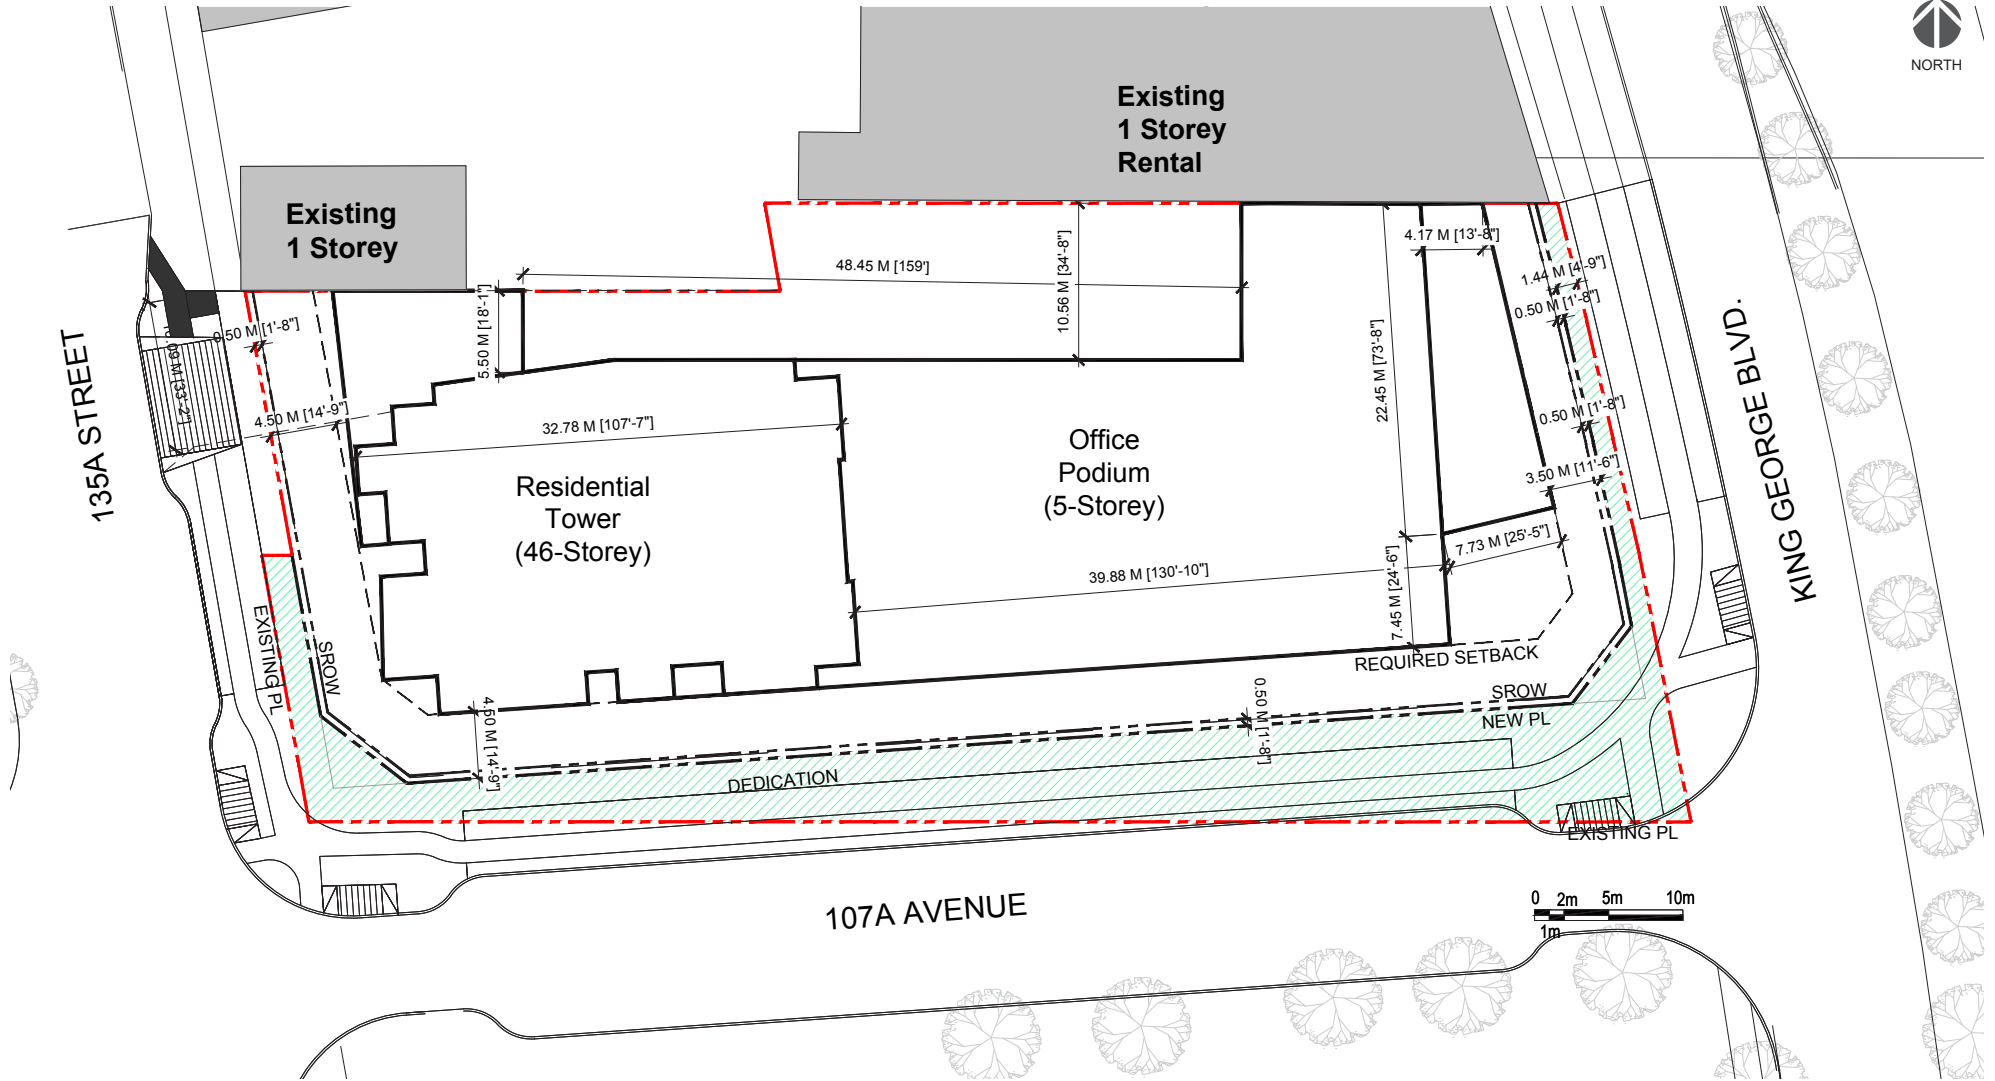 NORTH
Existing
1 Storey
Rental
Existing
1 Storey
48.45 M [159']
10.56 M [34'-8"]
4.17 M [13'-8"]
1.44 M [4'-9"]
0.50 M [1'-8"]
0.50 M [1'-8"]
5.50 M [18'-1"]
22.45 M [73'-8"]
4.50 M [14'-9"]
32.78 M [107'-7"]
0.50 M [1'-8"]
3.50 M [11'-6"]
135A STREET
KING GEORGE BLVD.
Residential
Tower
(46-Storey)
Office
Podium
(5-Storey)
7.73 M [25'-5"]
39.88 M [130'-10"]
7.45 M [24'-6"]
EXISTING PL
SROW
REQUIRED SETBACK
SROW
NEW PL
4.50 M [14'-9"]
0.50 M [1'-8"]
DEDICATION
EXISTING PL
107A AVENUE
0 2m 5m 10m
1m